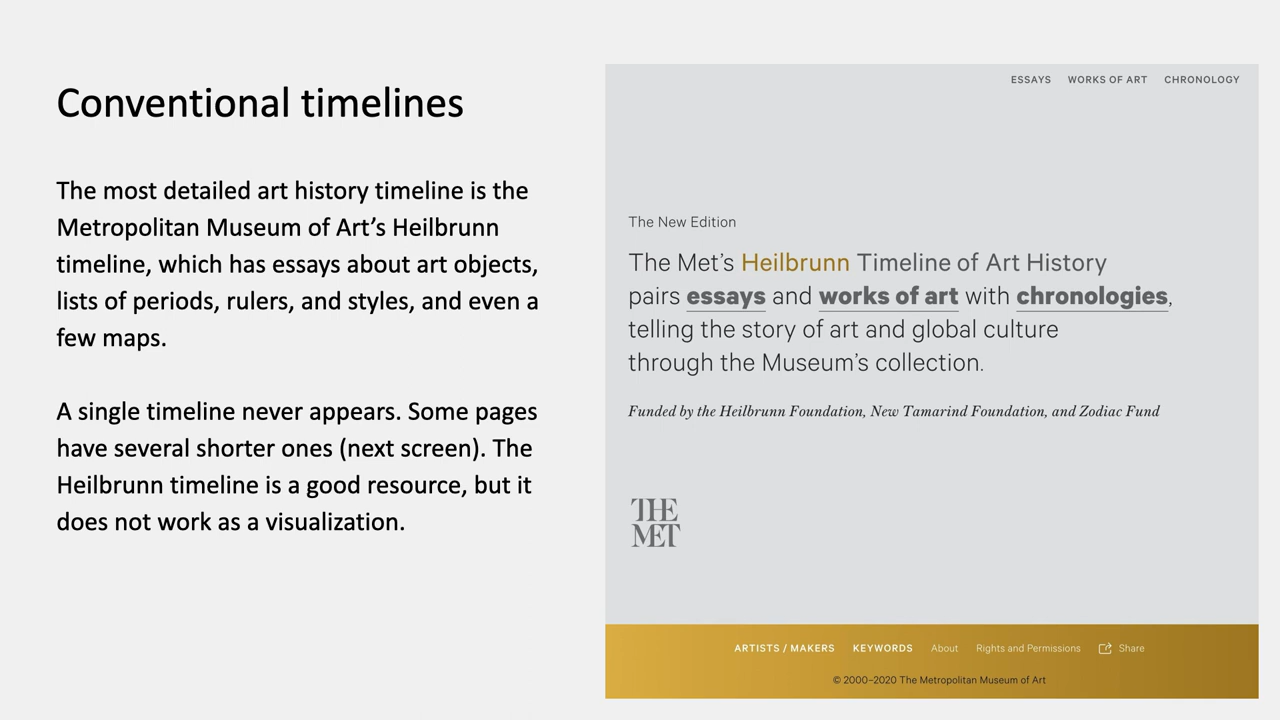 Conventional timelines
The most detailed art history timeline is the
Metropolitan Museum of Art’s Heilbrunn
timeline, which has essays about art objects,
lists of periods, rulers, and styles, and even a
few maps.
A single timeline never appears. Some pages
have several shorter ones (next screen). The
Heilbrunn timeline is a good resource, but it
does not work as a visualization.
ESSAYS WORKS OF ART CHRONOLOGY
The New Edition
The Met’s Heilbrunn Timeline of Art History
pairs essays and works of art with chronologies,
telling the story of art and global culture
through the Museum’s collection.
Funded by the Heilbrunn Foundation, New Tamarind Foundation, and Zodiac Fund
THE
MET
ARTISTS / MAKERS KEYWORDS About Rights and Permissions Share
© 2000–2020 The Metropolitan Museum of Art